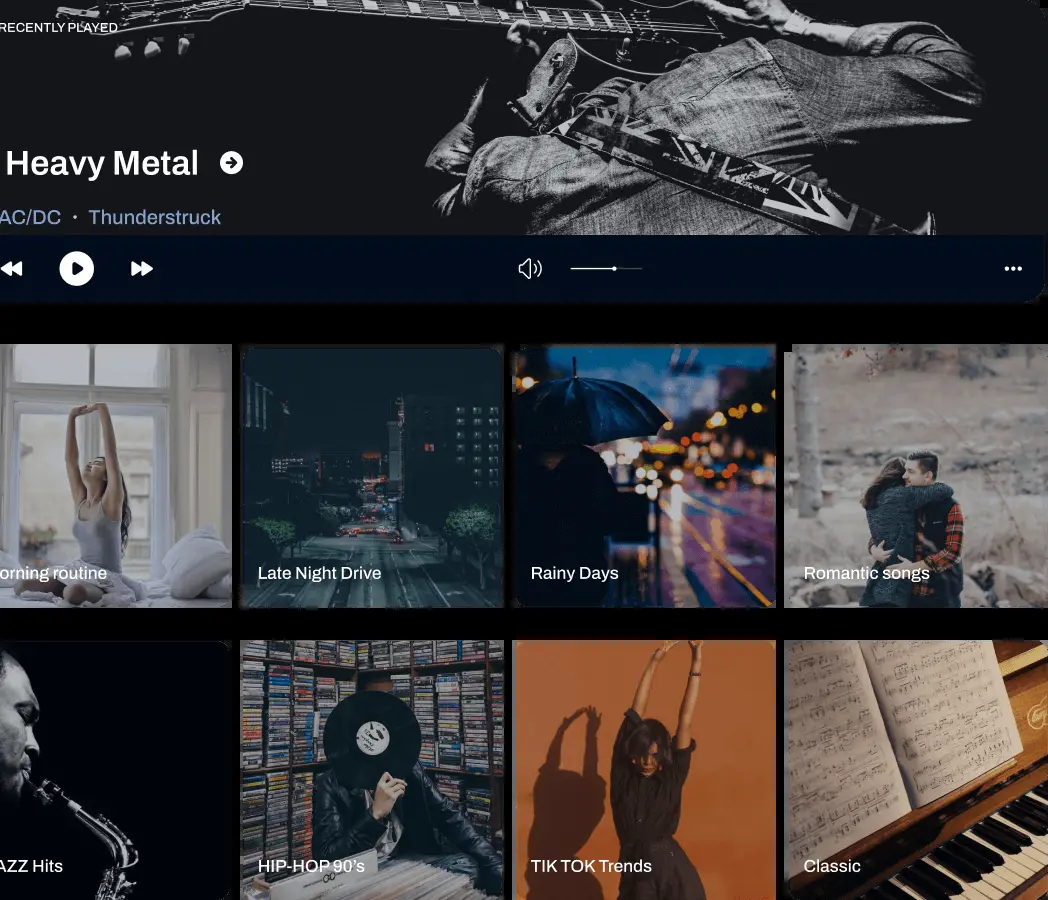 RECENTLY PLAYED
Heavy Metal
AC/DC • Thunderstruck
orning routine
Late Night Drive
Rainy Days
Romantic songs
AZZ Hits
HIP-HOP 90's
TIK TOK Trends
Classic